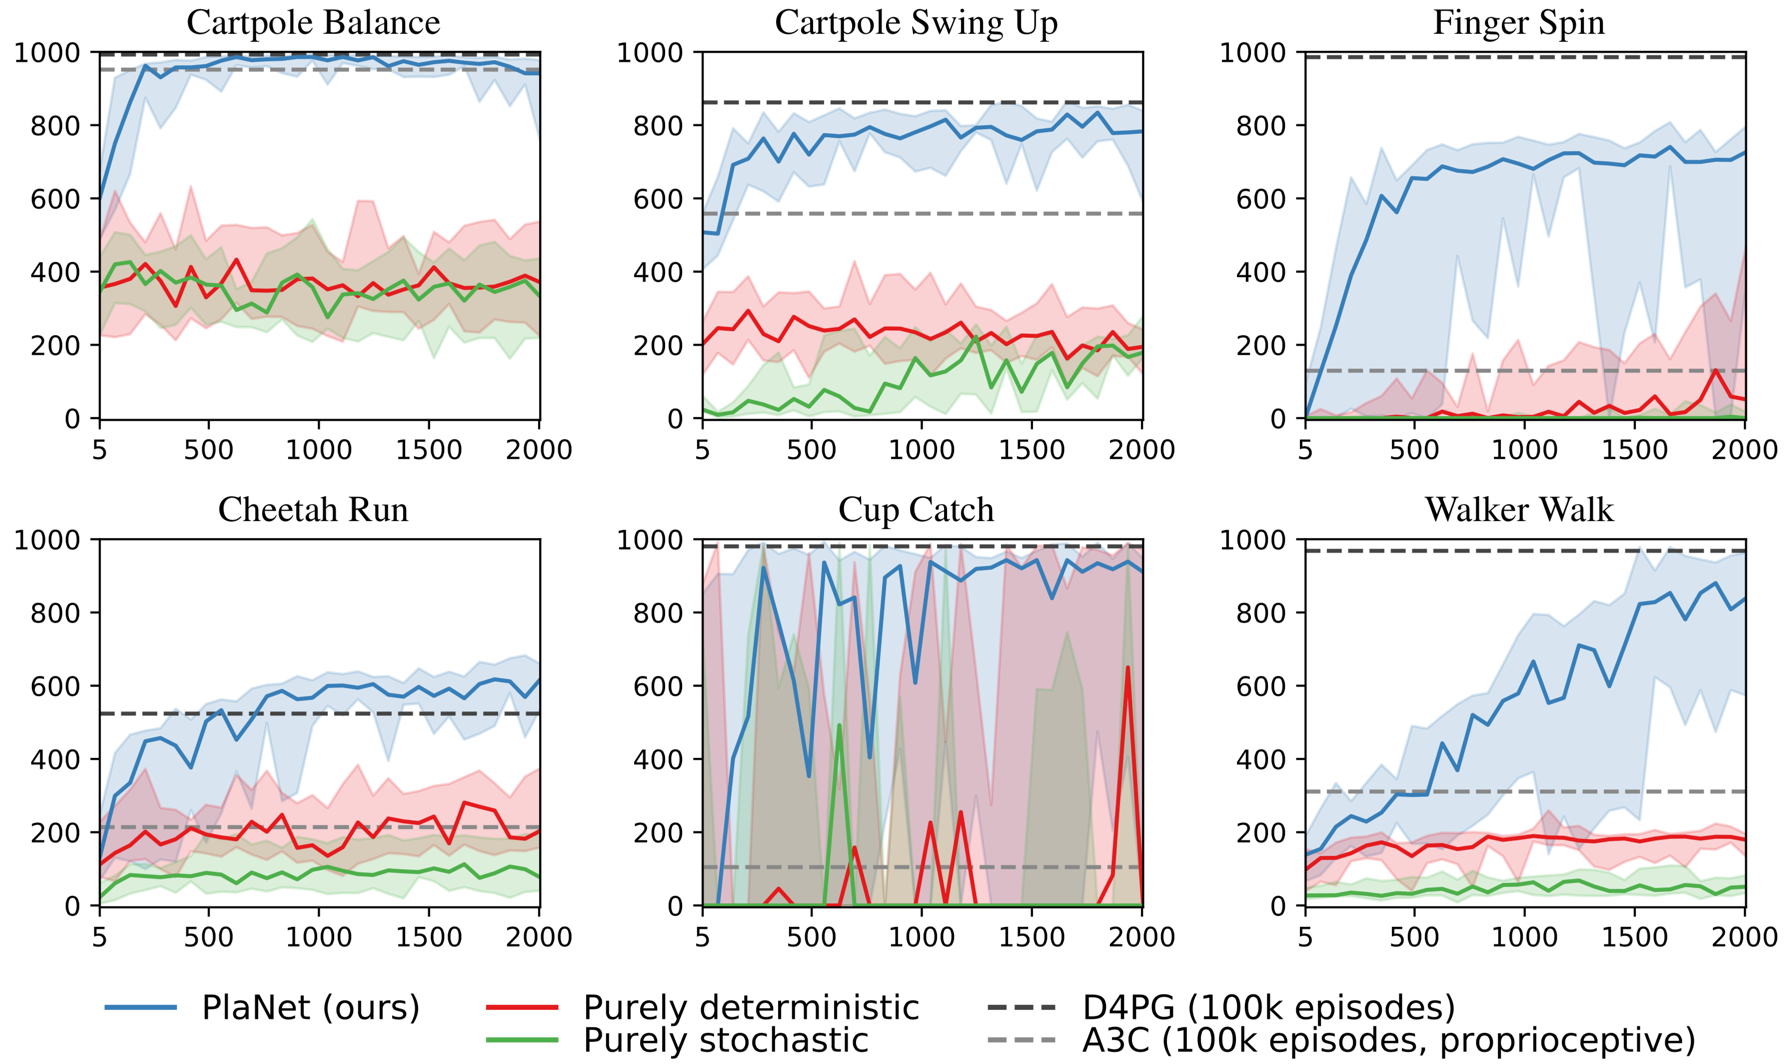 Cartpole Balance
Cartpole Swing Up
Finger Spin
1000
800
600
400
200
0
5 500 1000 1500 2000
1000
800
600
400
200
0
5 500 1000 1500 2000
1000
800
600
400
200
0
5 500 1000 1500 2000
Cheetah Run
Cup Catch
Walker Walk
1000
800
600
400
200
0
5 500 1000 1500 2000
1000
800
600
400
200
0
5 500 1000 1500 2000
1000
800
600
400
200
0
5 500 1000 1500 2000
PlaNet (ours)
Purely deterministic
Purely stochastic
D4PG (100k episodes)
A3C (100k episodes, proprioceptive)